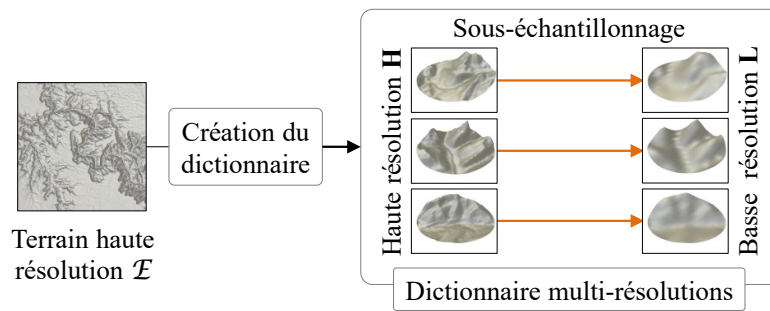 Sous-échantillonnage
Haute résolution H
Basse résolution L
Création du
dictionnaire
Terrain haute
résolution ℰ
Dictionnaire multi-résolutions